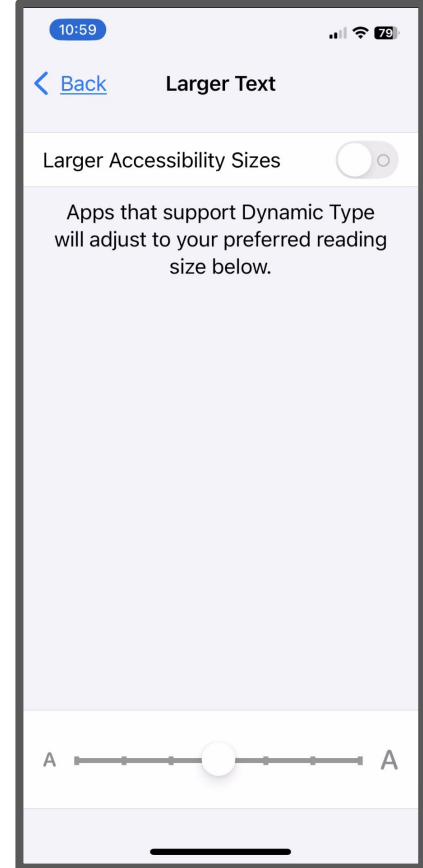 10:59
79
Back
Larger Text
Larger Accessibility Sizes
Apps that support Dynamic Type
will adjust to your preferred reading
size below.
A
A